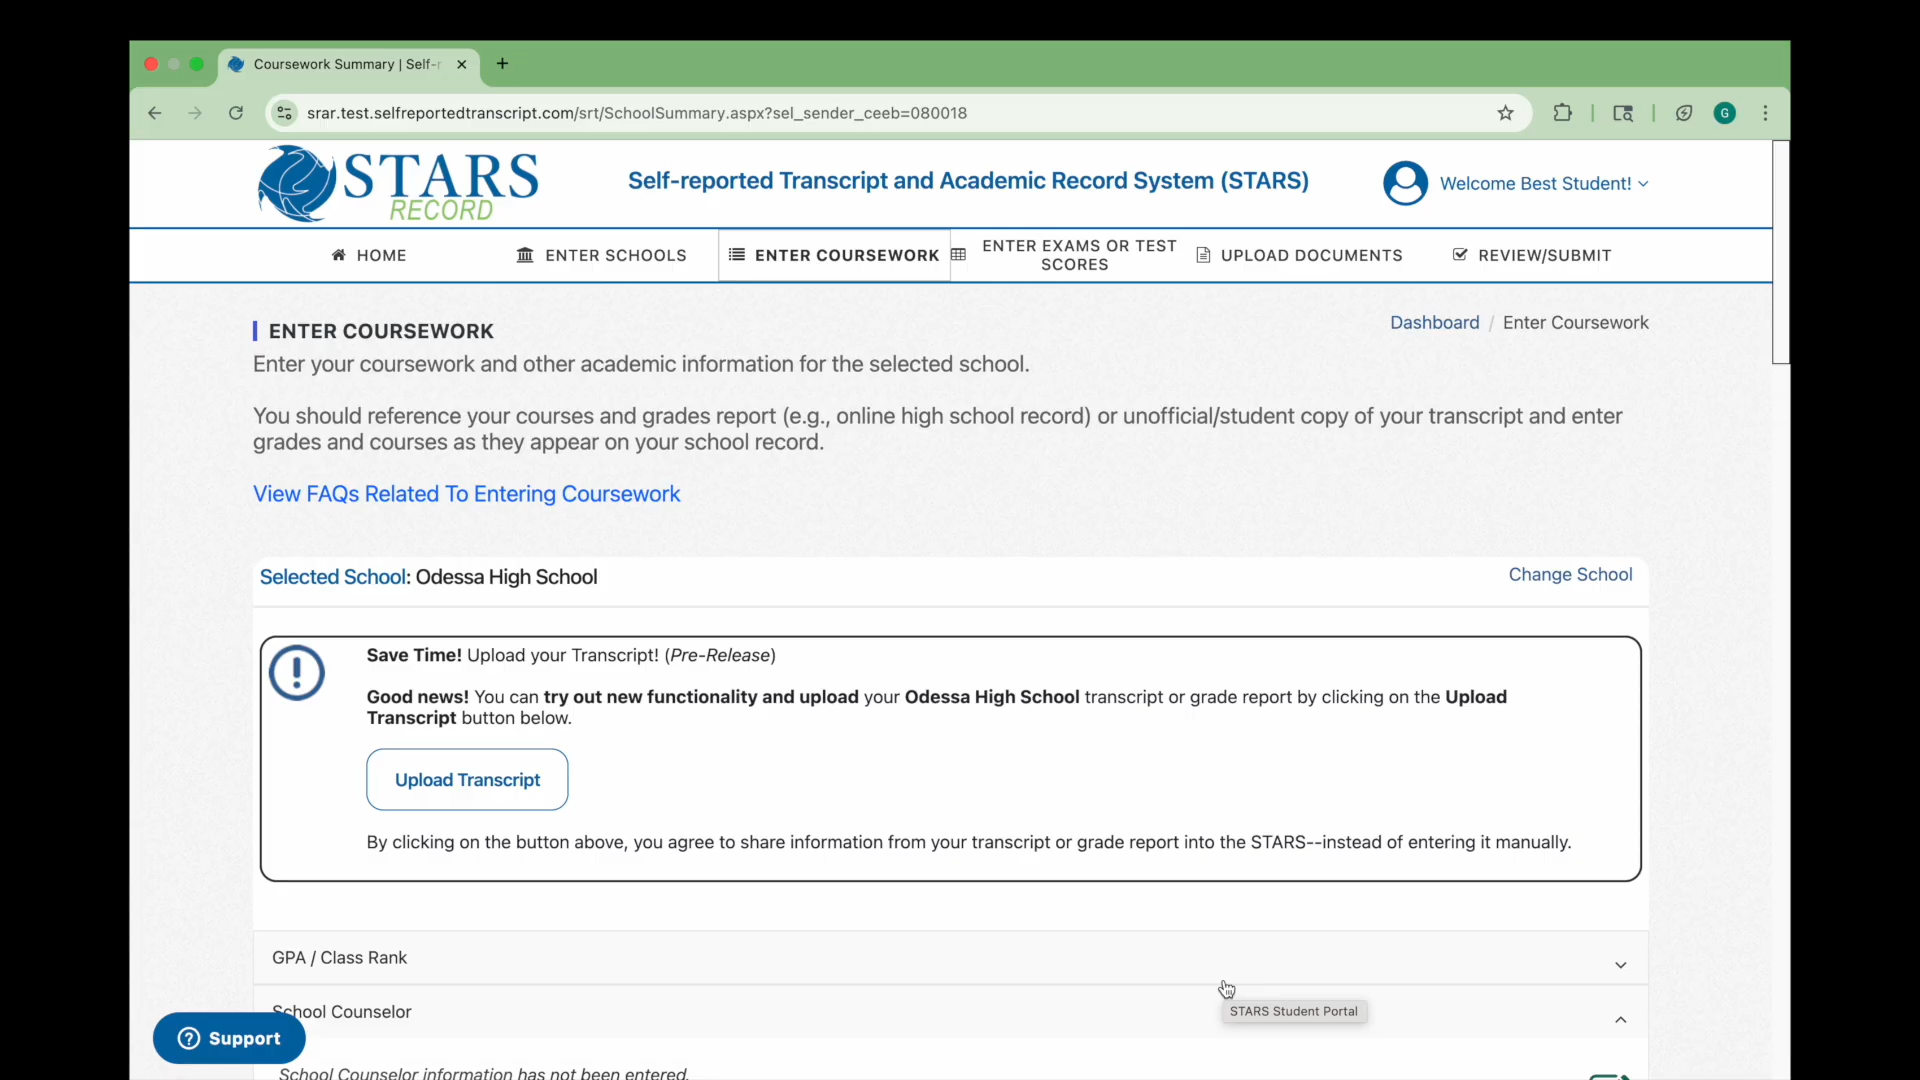 Coursework Summary | Self-r
srar.test.selfreportedtranscript.com/srt/SchoolSummary.aspx?sel_sender_ceeb=080018
G
STARS
RECORD
Self-reported Transcript and Academic Record System (STARS)
Welcome Best Student!
HOME
ENTER SCHOOLS
ENTER COURSEWORK
ENTER EXAMS OR TEST
SCORES
UPLOAD DOCUMENTS
REVIEW/SUBMIT
ENTER COURSEWORK
Dashboard / Enter Coursework
Enter your coursework and other academic information for the selected school.
You should reference your courses and grades report (e.g., online high school record) or unofficial/student copy of your transcript and enter
grades and courses as they appear on your school record.
View FAQs Related To Entering Coursework
Selected School: Odessa High School
Change School
Save Time! Upload your Transcript! (Pre-Release)
Good news! You can try out new functionality and upload your Odessa High School transcript or grade report by clicking on the Upload
Transcript button below.
Upload Transcript
By clicking on the button above, you agree to share information from your transcript or grade report into the STARS--instead of entering it manually.
GPA / Class Rank
School Counselor
STARS Student Portal
? Support
School Counselor information has not been entered.